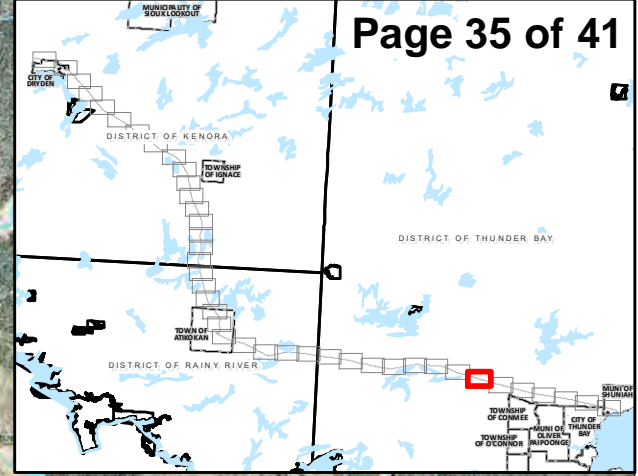 MUNICIPALITY OF
SIOUX LOOKOUT
Page 35 of 41
CITY OF
DRYDEN
DISTRICT OF KENORA
TOWNSHIP
OF IGNACE
DISTRICT OF THUNDER BAY
TOWN OF
ATIKOKAN
DISTRICT OF RAINY RIVER
MUNI OF
SHUNIAH
TOWNSHIP
OF CONMEE
CITY OF
THUNDER
BAY
MUNI OF
OLIVER
PAIPOONGE
TOWNSHIP
OF O'CONNOR